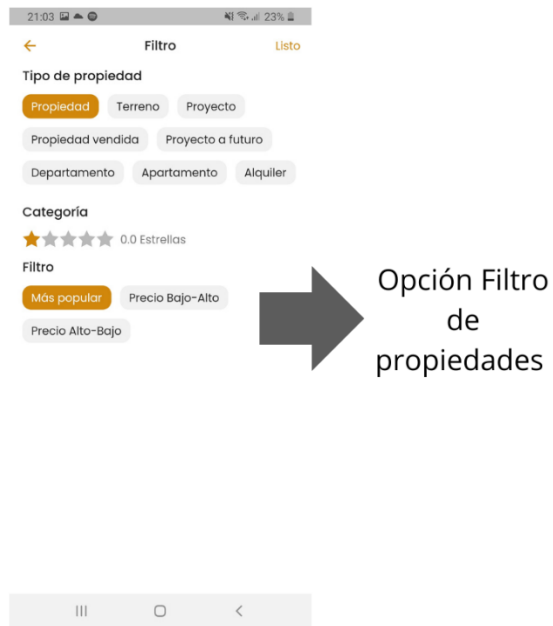 21:03 23%
Filtro Listo
Tipo de propiedad
Propiedad Terreno Proyecto
Propiedad vendida Proyecto a futuro
Departamento Apartamento Alquiler
Categoría
0.0 Estrellas
Filtro
Más popular Precio Bajo-Alto
Precio Alto-Bajo
Opción Filtro
de
propiedades